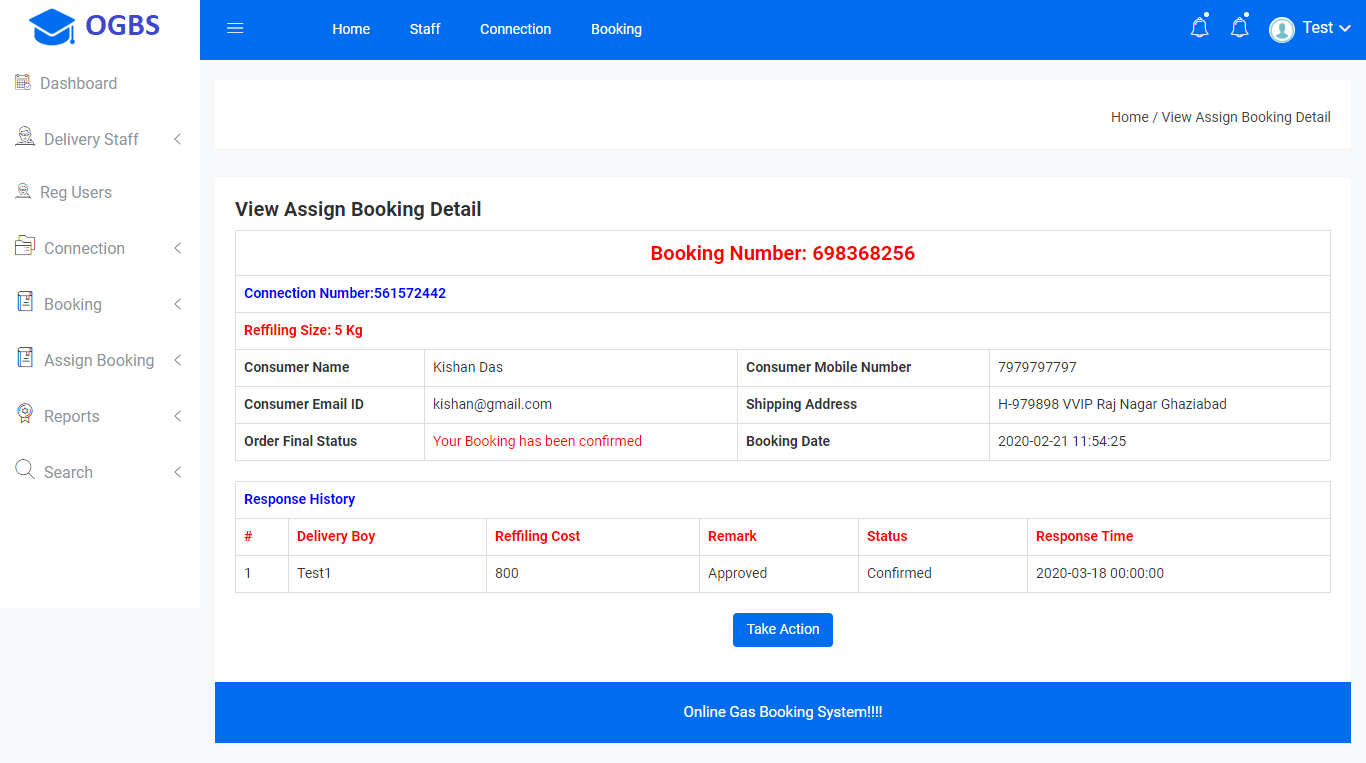 OGBS
Home Staff Connection Booking Test
Dashboard
Delivery Staff
Reg Users
Connection
Booking
Assign Booking
Reports
Search
Home / View Assign Booking Detail
View Assign Booking Detail
Booking Number: 698368256
Connection Number:561572442
Reffiling Size: 5 Kg
Consumer Name Kishan Das Consumer Mobile Number 7979797797
Consumer Email ID kishan@gmail.com Shipping Address H-979898 VVIP Raj Nagar Ghaziabad
Order Final Status Your Booking has been confirmed Booking Date 2020-02-21 11:54:25
Response History
# Delivery Boy Reffiling Cost Remark Status Response Time
1 Test1 800 Approved Confirmed 2020-03-18 00:00:00
Take Action
Online Gas Booking System!!!!